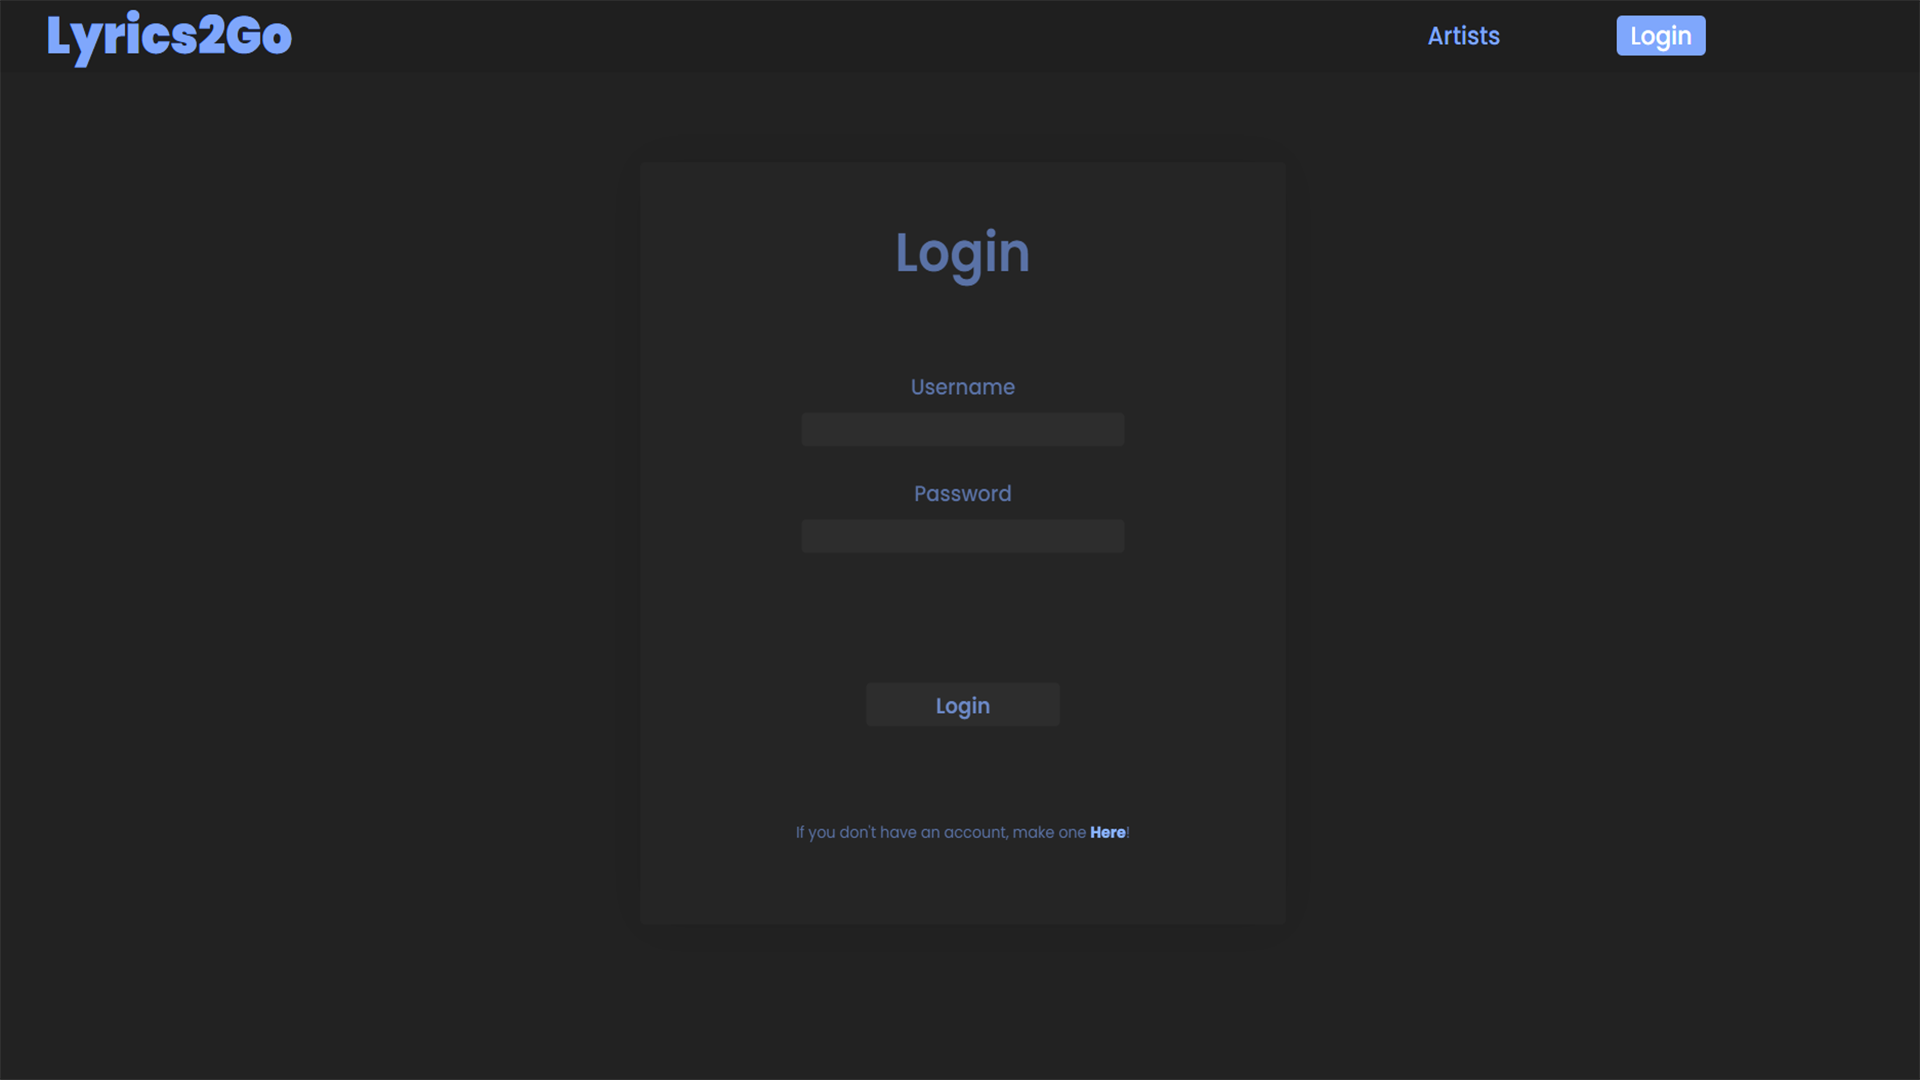 Lyrics2Go Artists Login
Login
Username
Password
Login
If you don't have an account, make one Here!